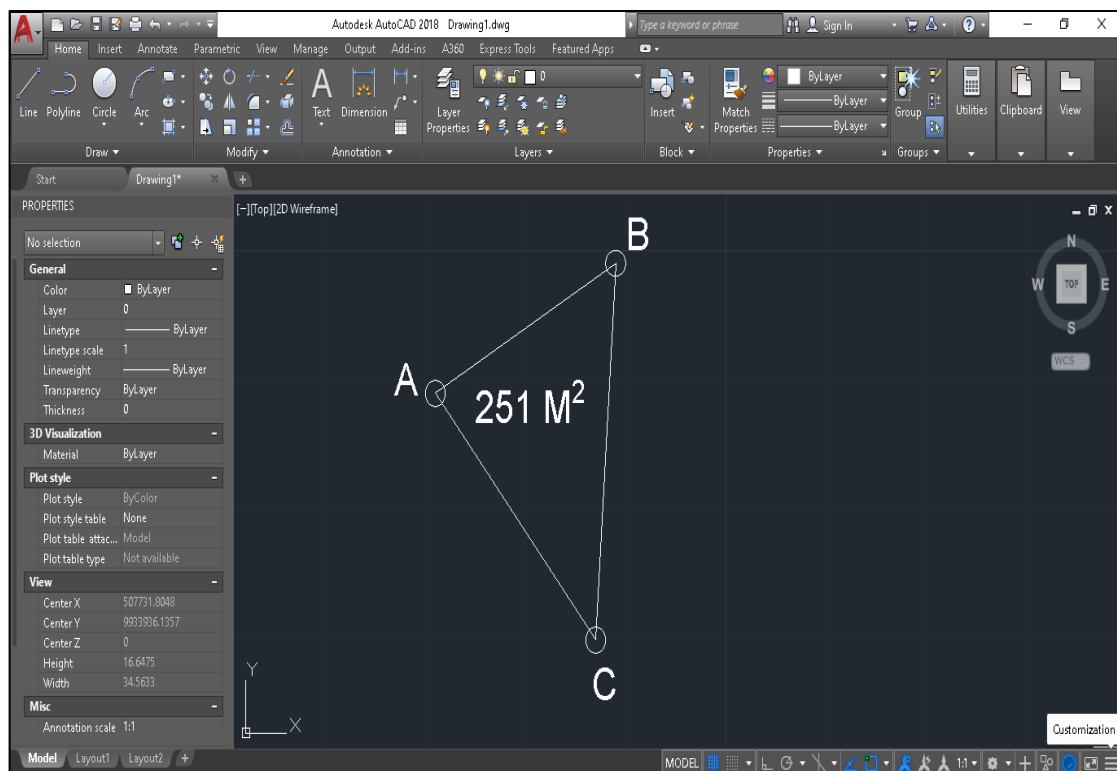 A
Autodesk AutoCAD 2018 Drawing1.dwg
Type a keyword or phrase
Sign In
Home Insert Annotate Parametric View Manage Output Add-ins A360 Express Tools Featured Apps
0
ByLayer
ByLayer
ByLayer
Line Polyline Circle Arc
Text Dimension
Layer Properties
Insert
Match Properties
Group
Utilities
Clipboard
View
Draw Modify Annotation Layers Block Properties Groups
Start Drawing1*
PROPERTIES
No selection
General
Color ByLayer
Layer 0
Linetype ByLayer
Linetype scale 1
Lineweight ByLayer
Transparency ByLayer
Thickness 0
3D Visualization
Material ByLayer
Plot style
Plot style ByColor
Plot style table None
Plot table attac... Model
Plot table type Not available
View
Center X 507731.8048
Center Y 9933936.1357
Center Z 0
Height 16.6475
Width 34.5633
Misc
Annotation scale 1:1
[−][Top][2D Wireframe]
B
A
251 M²
C
Y
X
N
W TOP E
S
WCS
Customization
Model Layout1 Layout2 +
MODEL 1:1